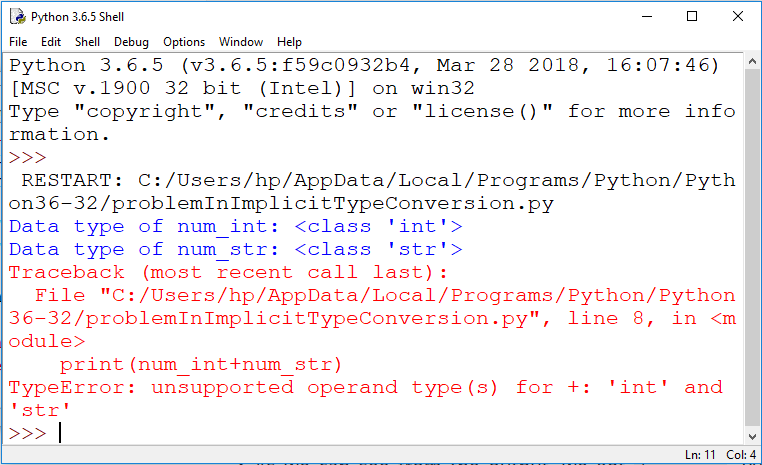 Python 3.6.5 Shell
File Edit Shell Debug Options Window Help
Python 3.6.5 (v3.6.5:f59c0932b4, Mar 28 2018, 16:07:46)
[MSC v.1900 32 bit (Intel)] on win32
Type "copyright", "credits" or "license()" for more info
rmation.
>>>
 RESTART: C:/Users/hp/AppData/Local/Programs/Python/Pyth
on36-32/problemInImplicitTypeConversion.py
Data type of num_int: <class 'int'>
Data type of num_str: <class 'str'>
Traceback (most recent call last):
  File "C:/Users/hp/AppData/Local/Programs/Python/Python
36-32/problemInImplicitTypeConversion.py", line 8, in <m
odule>
    print(num_int+num_str)
TypeError: unsupported operand type(s) for +: 'int' and
'str'
>>>
Ln: 11 Col: 4